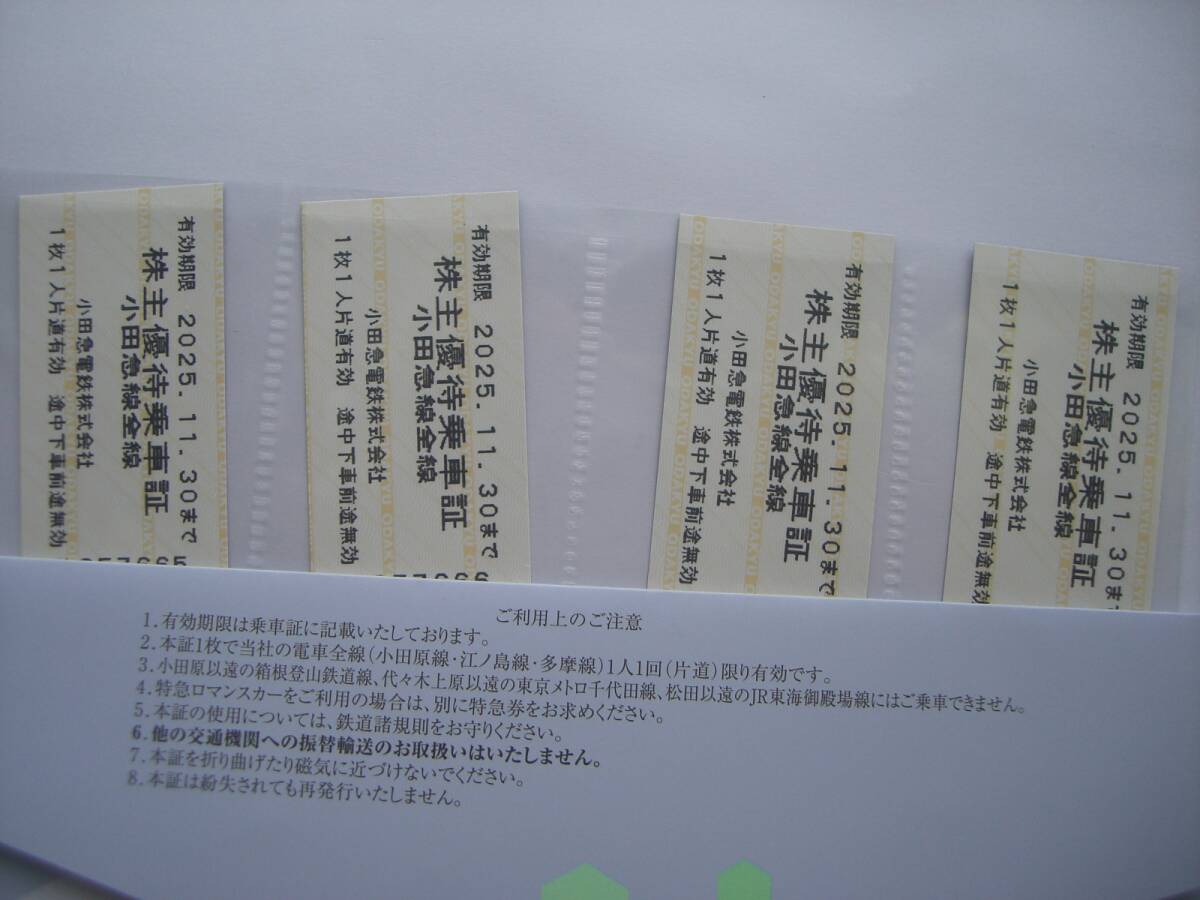 有効期限 2025.11.30まで
株主優待乗車証
小田急線全線
小田急電鉄株式会社
1枚1人片道有効 途中下車前途無効
有効期限 2025.11.30まで
株主優待乗車証
小田急線全線
小田急電鉄株式会社
1枚1人片道有効 途中下車前途無効
有効期限 2025.11.30まで
株主優待乗車証
小田急線全線
小田急電鉄株式会社
1枚1人片道有効 途中下車前途無効
有効期限 2025.11.30まで
株主優待乗車証
小田急線全線
小田急電鉄株式会社
1枚1人片道有効 途中下車前途無効
ご利用上のご注意
1.有効期限は乗車証に記載いたしております。
2.本証1枚で当社の電車全線(小田原線・江ノ島線・多摩線)1人1回(片道)限り有効です。
3.小田原以遠の箱根登山鉄道線、代々木上原以遠の東京メトロ千代田線、松田以遠のJR東海御殿場線にはご乗車できません。
4.特急ロマンスカーをご利用の場合は、別に特急券をお求めください。
5.本証の使用については、鉄道諸規則をお守りください。
6.他の交通機関への振替輸送のお取扱いはいたしません。
7.本証を折り曲げたり磁気に近づけないでください。
8.本証は紛失されても再発行いたしません。